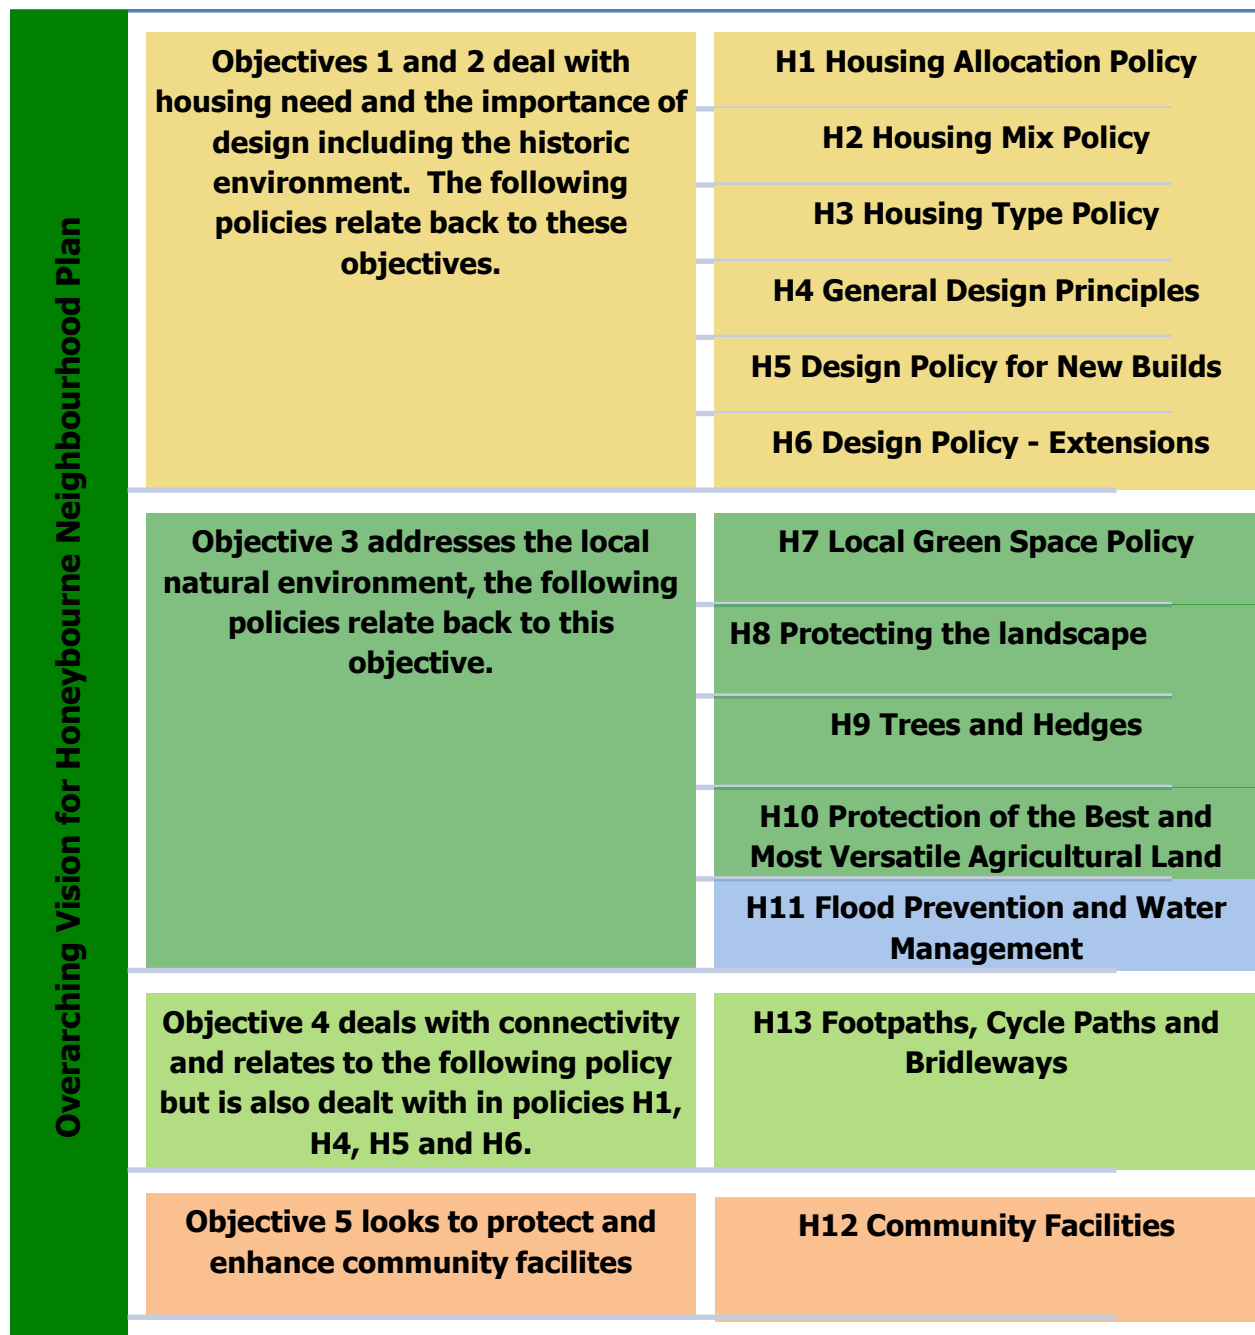 Overarching Vision for Honeybourne Neighbourhood Plan
Objectives 1 and 2 deal with
housing need and the importance of
design including the historic
environment.  The following
policies relate back to these
objectives.
H1 Housing Allocation Policy
H2 Housing Mix Policy
H3 Housing Type Policy
H4 General Design Principles
H5 Design Policy for New Builds
H6 Design Policy - Extensions
Objective 3 addresses the local
natural environment, the following
policies relate back to this
objective.
H7 Local Green Space Policy
H8 Protecting the landscape
H9 Trees and Hedges
H10 Protection of the Best and
Most Versatile Agricultural Land
H11 Flood Prevention and Water
Management
Objective 4 deals with connectivity
and relates to the following policy
but is also dealt with in policies H1,
H4, H5 and H6.
H13 Footpaths, Cycle Paths and
Bridleways
Objective 5 looks to protect and
enhance community facilites
H12 Community Facilities